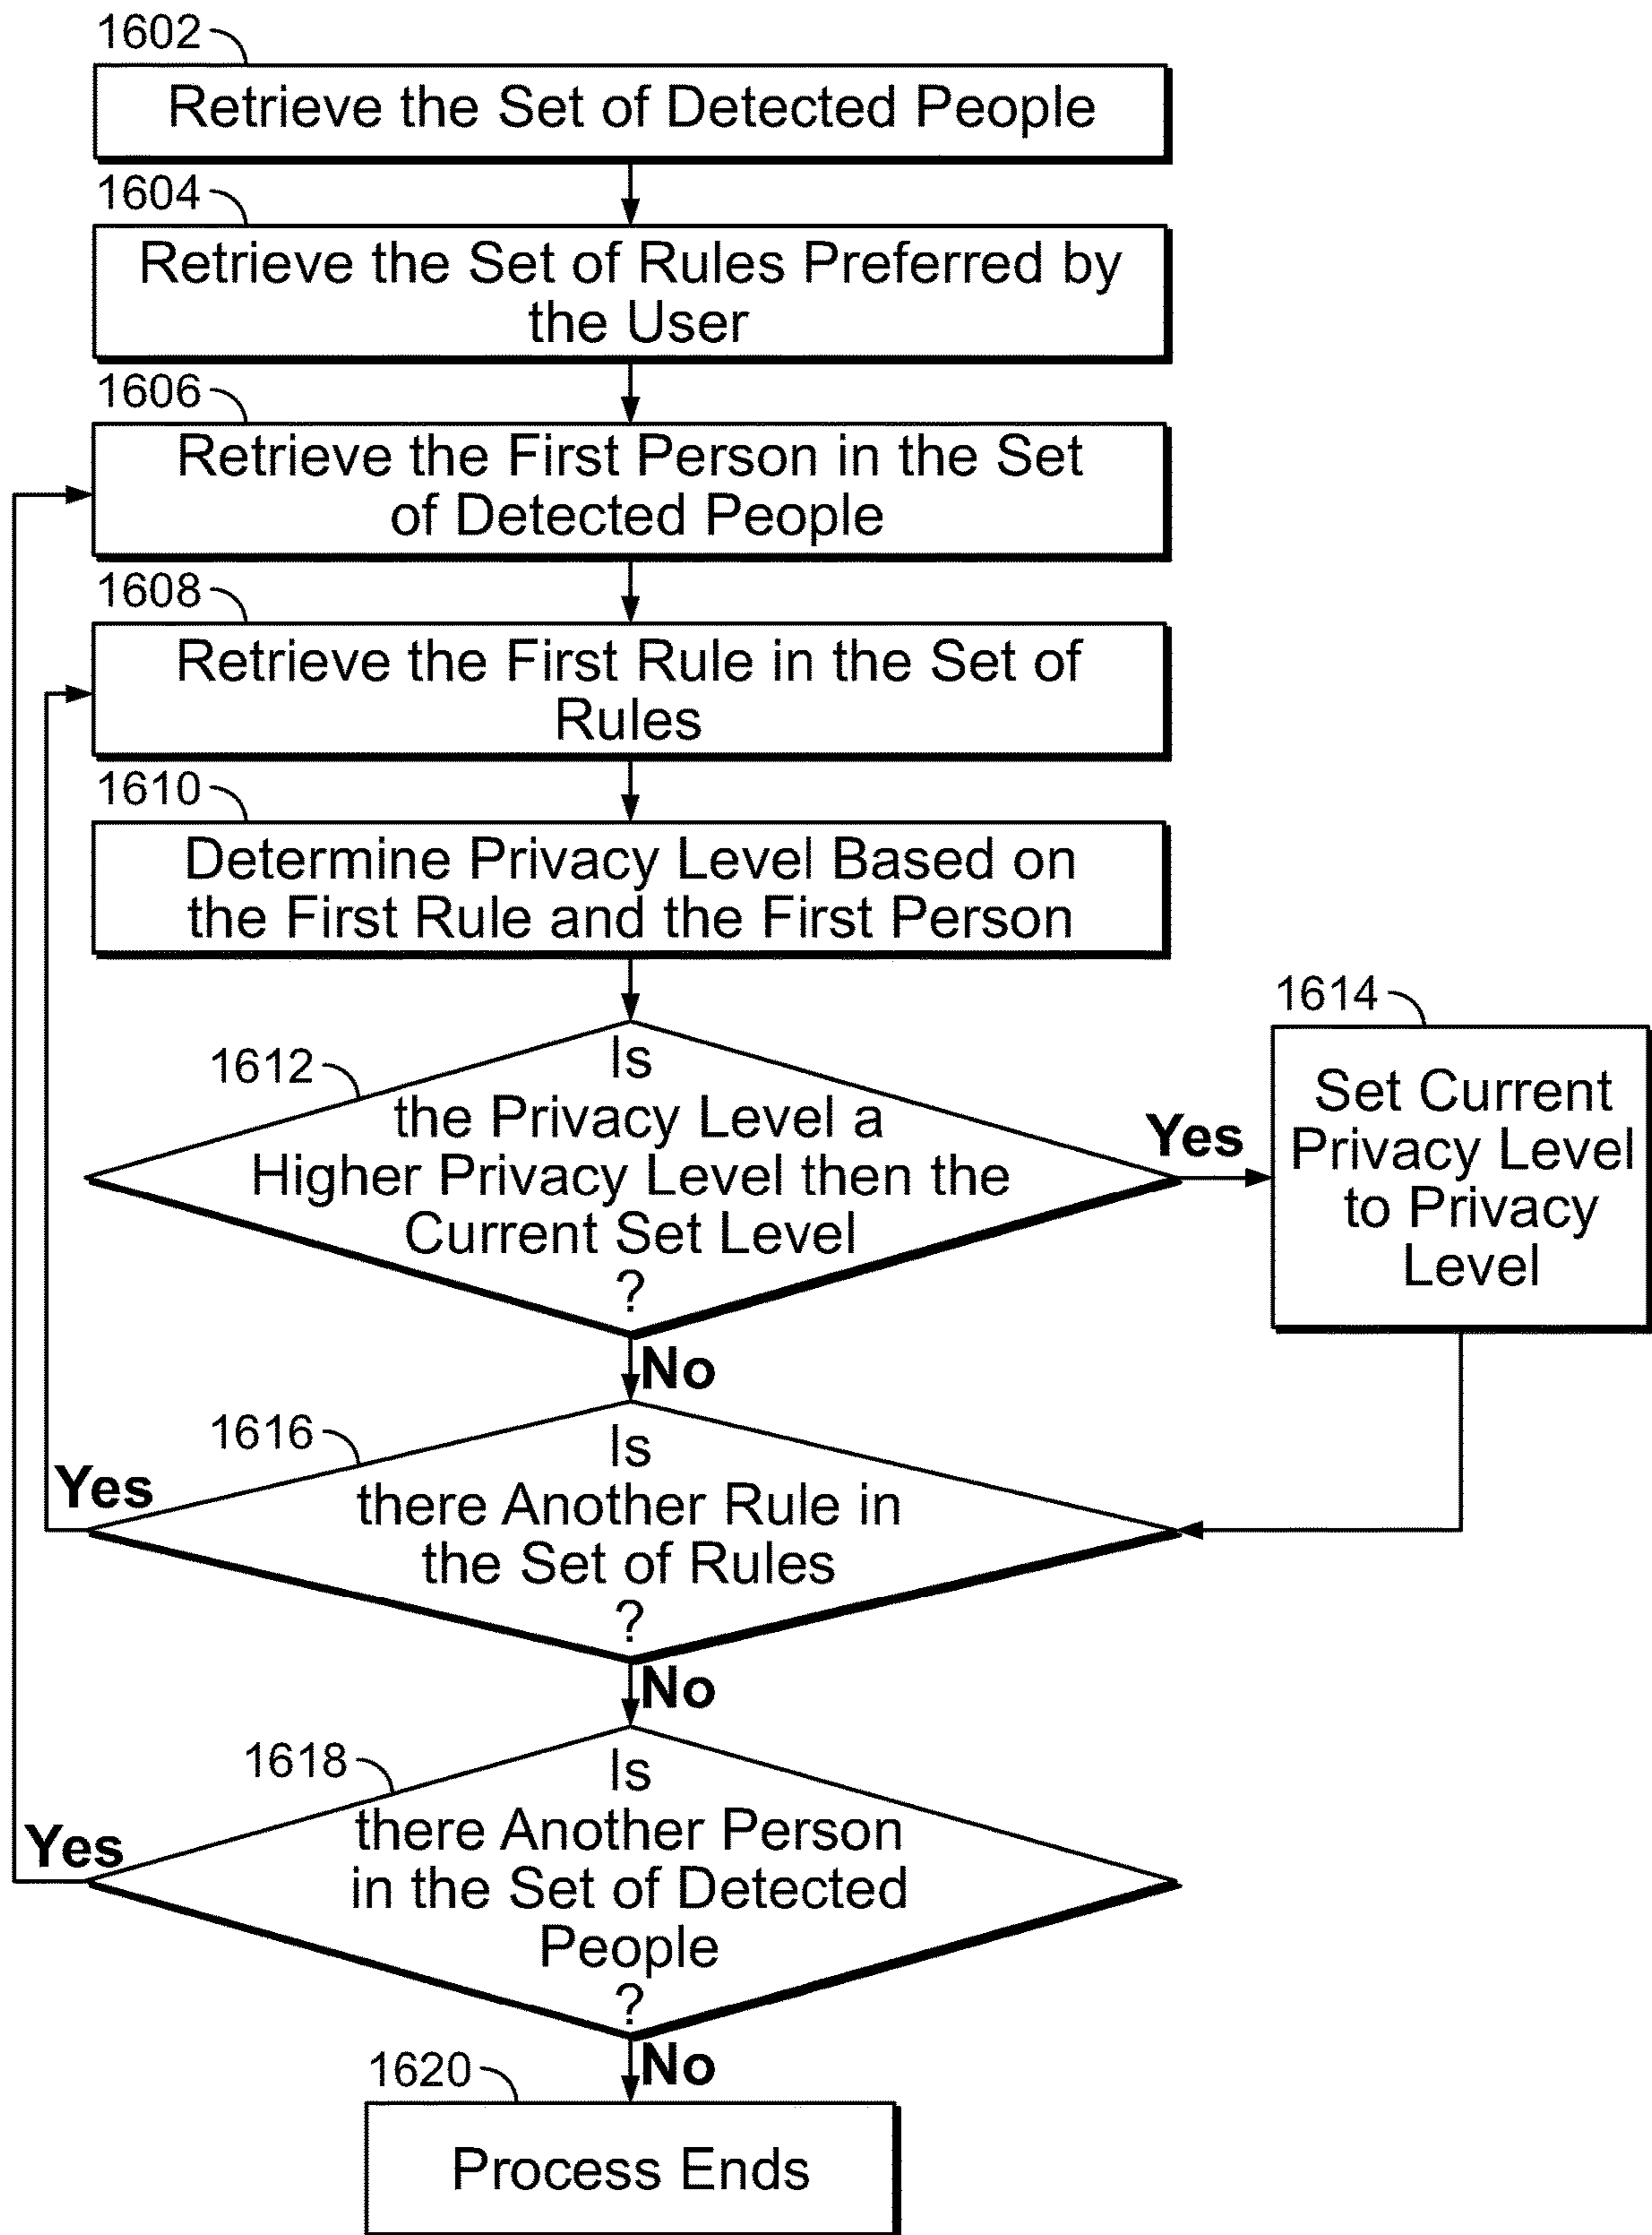 1602
Retrieve the Set of Detected People
1604
Retrieve the Set of Rules Preferred by
the User
1606
Retrieve the First Person in the Set
of Detected People
1608
Retrieve the First Rule in the Set of
Rules
1610
Determine Privacy Level Based on
the First Rule and the First Person
1612
Is
the Privacy Level a
Higher Privacy Level then the
Current Set Level
?
Yes
1614
Set Current
Privacy Level
to Privacy
Level
No
1616
Is
there Another Rule in
the Set of Rules
?
Yes
No
1618
Is
there Another Person
in the Set of Detected
People
?
Yes
No
1620
Process Ends